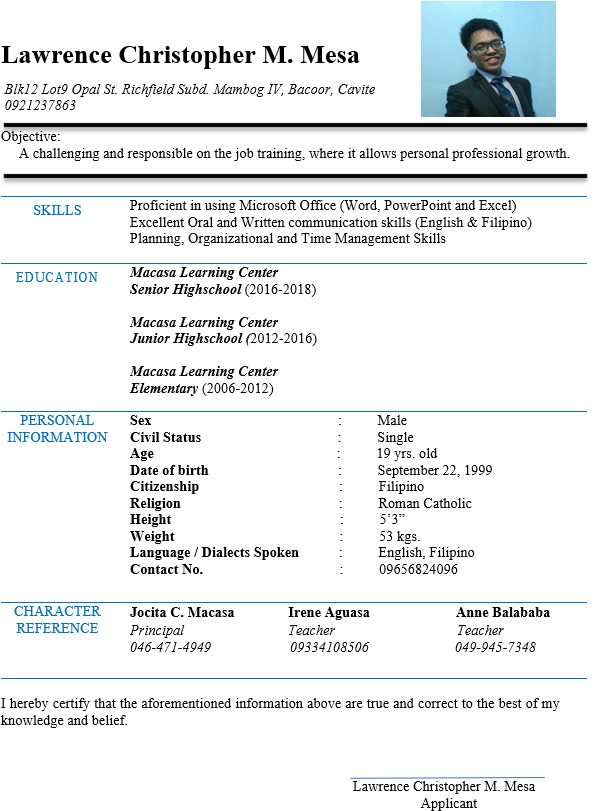 Lawrence Christopher M. Mesa
Blk12 Lot9 Opal St. Richfield Subd. Mambog IV, Bacoor, Cavite
0921237863
Objective:
A challenging and responsible on the job training, where it allows personal professional growth.
SKILLS
Proficient in using Microsoft Office (Word, PowerPoint and Excel)
Excellent Oral and Written communication skills (English & Filipino)
Planning, Organizational and Time Management Skills
EDUCATION
Macasa Learning Center
Senior Highschool (2016-2018)
Macasa Learning Center
Junior Highschool (2012-2016)
Macasa Learning Center
Elementary (2006-2012)
PERSONAL
INFORMATION
Sex : Male
Civil Status : Single
Age : 19 yrs. old
Date of birth : September 22, 1999
Citizenship : Filipino
Religion : Roman Catholic
Height : 5’3”
Weight : 53 kgs.
Language / Dialects Spoken : English, Filipino
Contact No. : 09656824096
CHARACTER
REFERENCE
Jocita C. Macasa Irene Aguasa Anne Balababa
Principal Teacher Teacher
046-471-4949 09334108506 049-945-7348
I hereby certify that the aforementioned information above are true and correct to the best of my
knowledge and belief.
Lawrence Christopher M. Mesa
Applicant